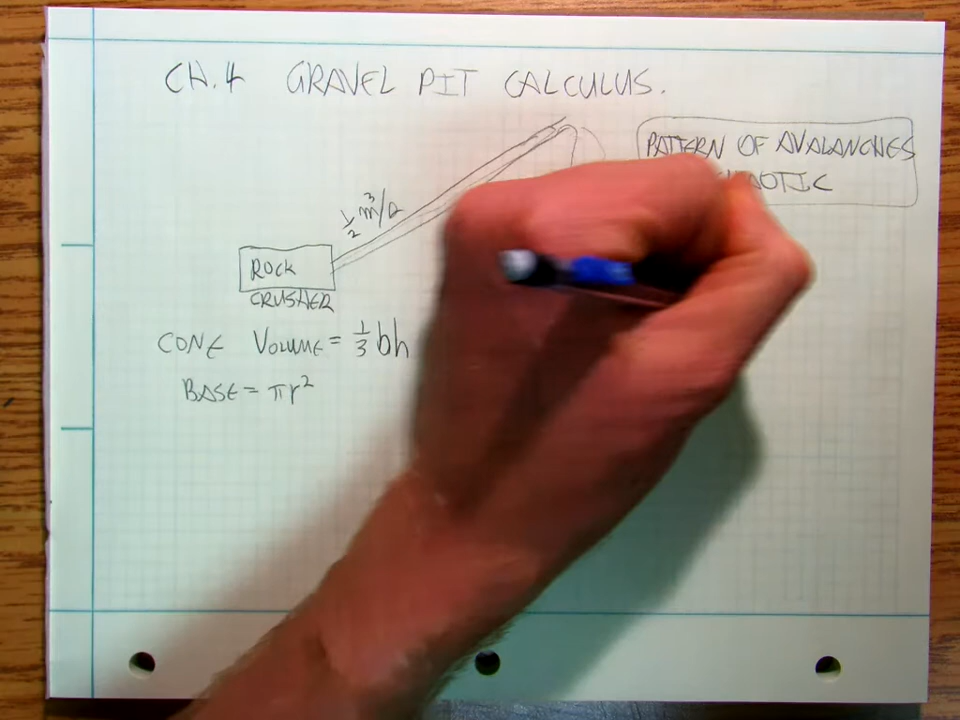 CH.4 GRAVEL PIT CALCULUS.
PATTERN OF AVALANCHES
½ m³/s
ROCK
CRUSHER
CONE VOLUME = ⅓ bh
BASE = πr²